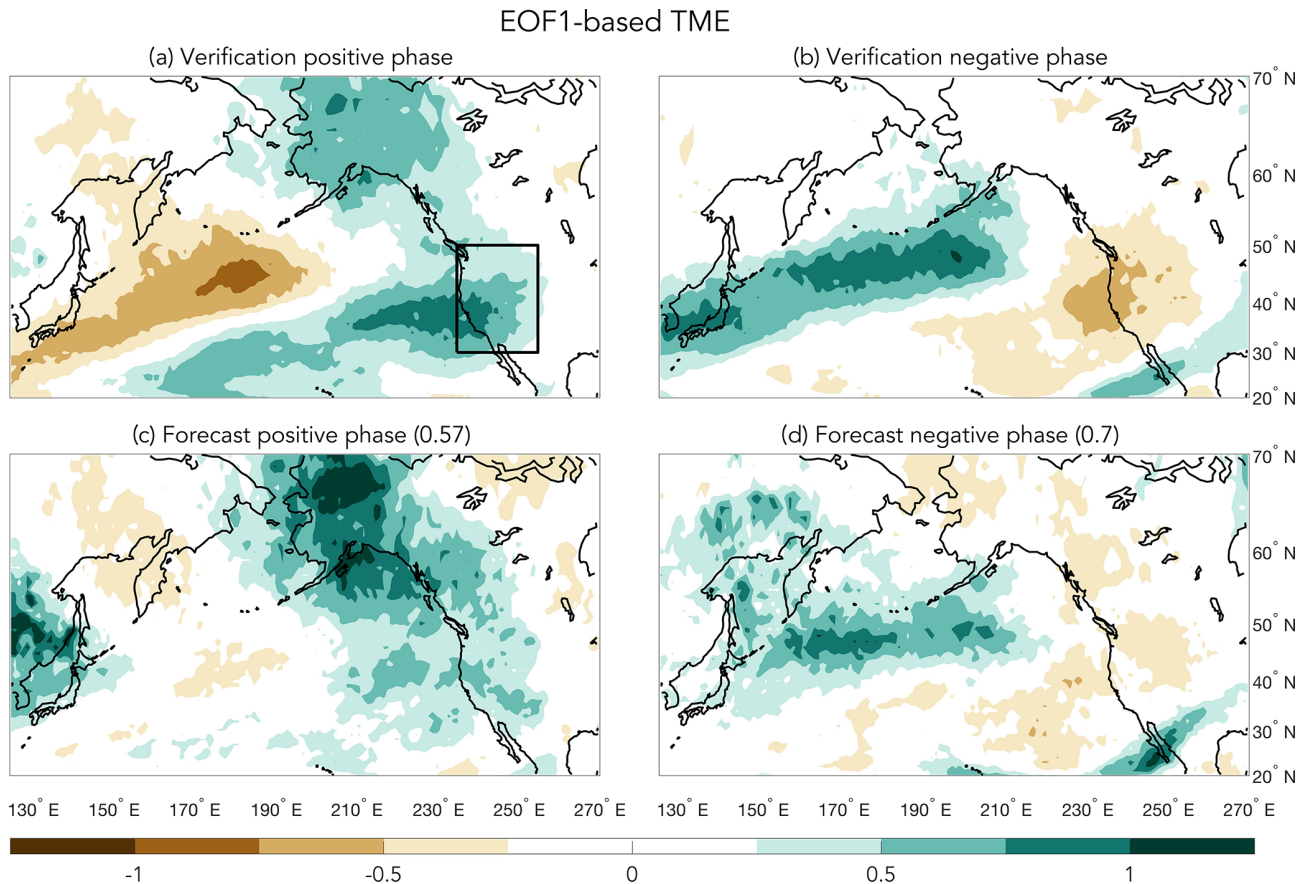 EOF1-based TME
(a) Verification positive phase
(b) Verification negative phase
70° N
60° N
50° N
40° N
30° N
20° N
(c) Forecast positive phase (0.57)
(d) Forecast negative phase (0.7)
70° N
60° N
50° N
40° N
30° N
20° N
130° E 150° E 170° E 190° E 210° E 230° E 250° E 270° E
130° E 150° E 170° E 190° E 210° E 230° E 250° E 270° E
-1 -0.5 0 0.5 1